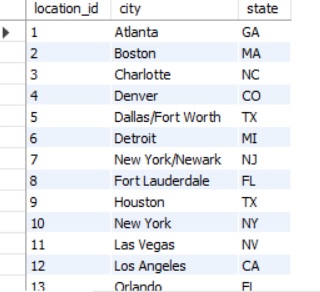 location_id city state
1 Atlanta GA
2 Boston MA
3 Charlotte NC
4 Denver CO
5 Dallas/Fort Worth TX
6 Detroit MI
7 New York/Newark NJ
8 Fort Lauderdale FL
9 Houston TX
10 New York NY
11 Las Vegas NV
12 Los Angeles CA
13 Orlando FL